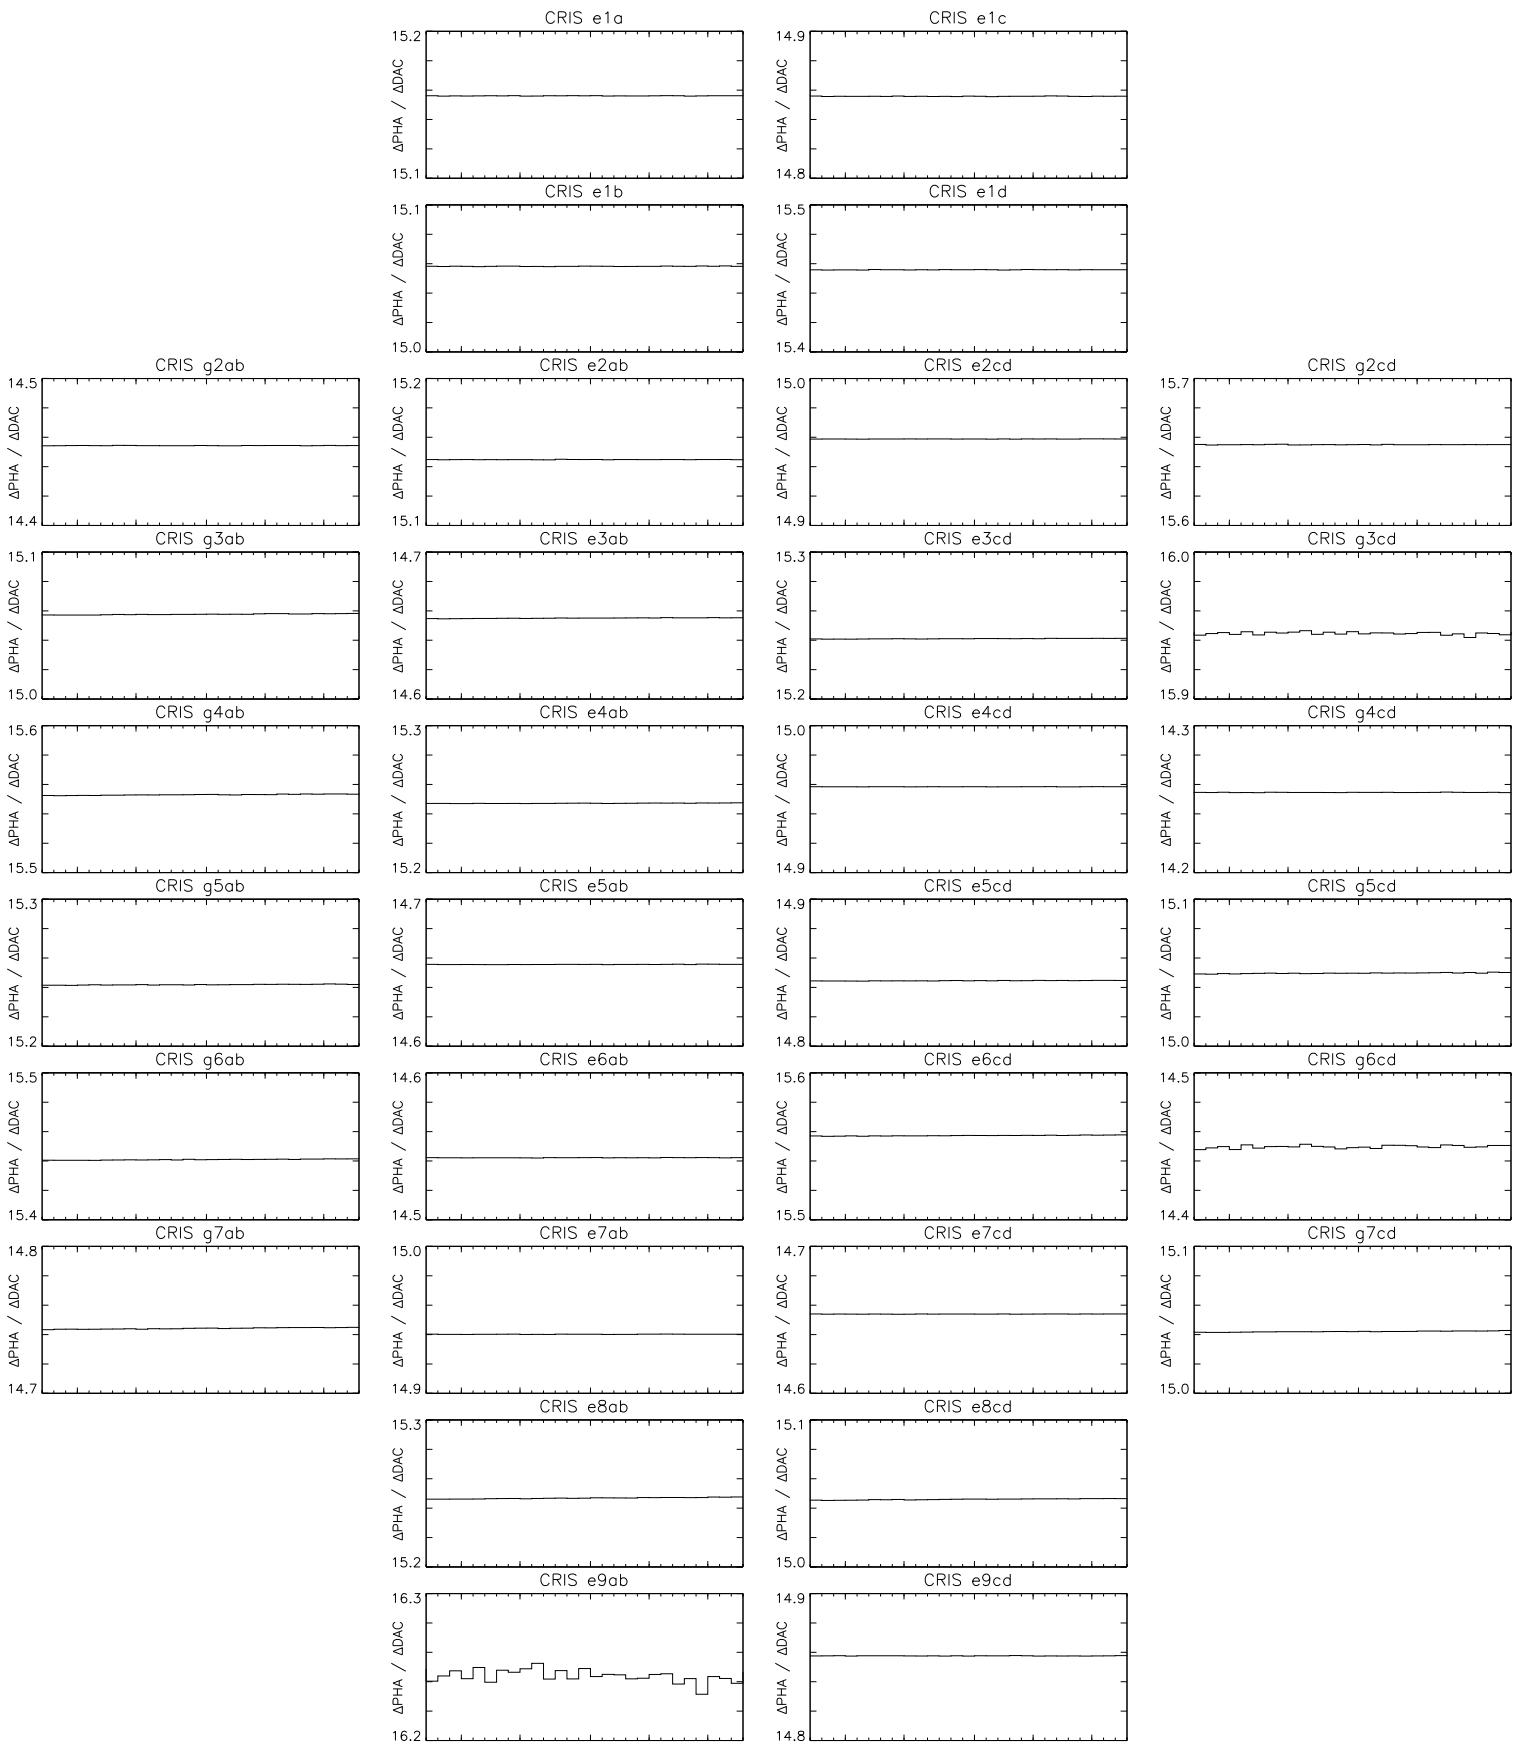 CRIS e1a
15.2
ΔPHA / ΔDAC
15.1
CRIS e1c
14.9
ΔPHA / ΔDAC
14.8
CRIS e1b
15.1
ΔPHA / ΔDAC
15.0
CRIS e1d
15.5
ΔPHA / ΔDAC
15.4
CRIS g2ab
14.5
ΔPHA / ΔDAC
14.4
CRIS e2ab
15.2
ΔPHA / ΔDAC
15.1
CRIS e2cd
15.0
ΔPHA / ΔDAC
14.9
CRIS g2cd
15.7
ΔPHA / ΔDAC
15.6
CRIS g3ab
15.1
ΔPHA / ΔDAC
15.0
CRIS e3ab
14.7
ΔPHA / ΔDAC
14.6
CRIS e3cd
15.3
ΔPHA / ΔDAC
15.2
CRIS g3cd
16.0
ΔPHA / ΔDAC
15.9
CRIS g4ab
15.6
ΔPHA / ΔDAC
15.5
CRIS e4ab
15.3
ΔPHA / ΔDAC
15.2
CRIS e4cd
15.0
ΔPHA / ΔDAC
14.9
CRIS g4cd
14.3
ΔPHA / ΔDAC
14.2
CRIS g5ab
15.3
ΔPHA / ΔDAC
15.2
CRIS e5ab
14.7
ΔPHA / ΔDAC
14.6
CRIS e5cd
14.9
ΔPHA / ΔDAC
14.8
CRIS g5cd
15.1
ΔPHA / ΔDAC
15.0
CRIS g6ab
15.5
ΔPHA / ΔDAC
15.4
CRIS e6ab
14.6
ΔPHA / ΔDAC
14.5
CRIS e6cd
15.6
ΔPHA / ΔDAC
15.5
CRIS g6cd
14.5
ΔPHA / ΔDAC
14.4
CRIS g7ab
14.8
ΔPHA / ΔDAC
14.7
CRIS e7ab
15.0
ΔPHA / ΔDAC
14.9
CRIS e7cd
14.7
ΔPHA / ΔDAC
14.6
CRIS g7cd
15.1
ΔPHA / ΔDAC
15.0
CRIS e8ab
15.3
ΔPHA / ΔDAC
15.2
CRIS e8cd
15.1
ΔPHA / ΔDAC
15.0
CRIS e9ab
16.3
ΔPHA / ΔDAC
16.2
CRIS e9cd
14.9
ΔPHA / ΔDAC
14.8